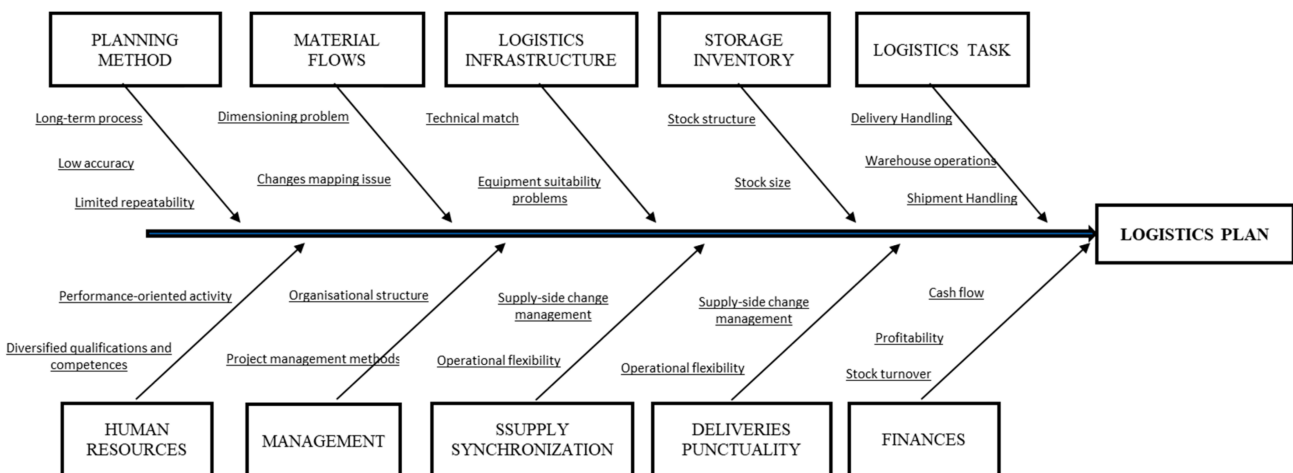 PLANNING
METHOD
MATERIAL
FLOWS
LOGISTICS
INFRASTRUCTURE
STORAGE
INVENTORY
LOGISTICS TASK
Long-term process
Low accuracy
Limited repeatability
Dimensioning problem
Changes mapping issue
Technical match
Equipment suitability
problems
Stock structure
Stock size
Delivery Handling
Warehouse operations
Shipment Handling
LOGISTICS PLAN
Performance-oriented activity
Diversified qualifications and
competences
Organisational structure
Project management methods
Supply-side change
management
Operational flexibility
Supply-side change
management
Operational flexibility
Cash flow
Profitability
Stock turnover
HUMAN
RESOURCES
MANAGEMENT
SSUPPLY
SYNCHRONIZATION
DELIVERIES
PUNCTUALITY
FINANCES